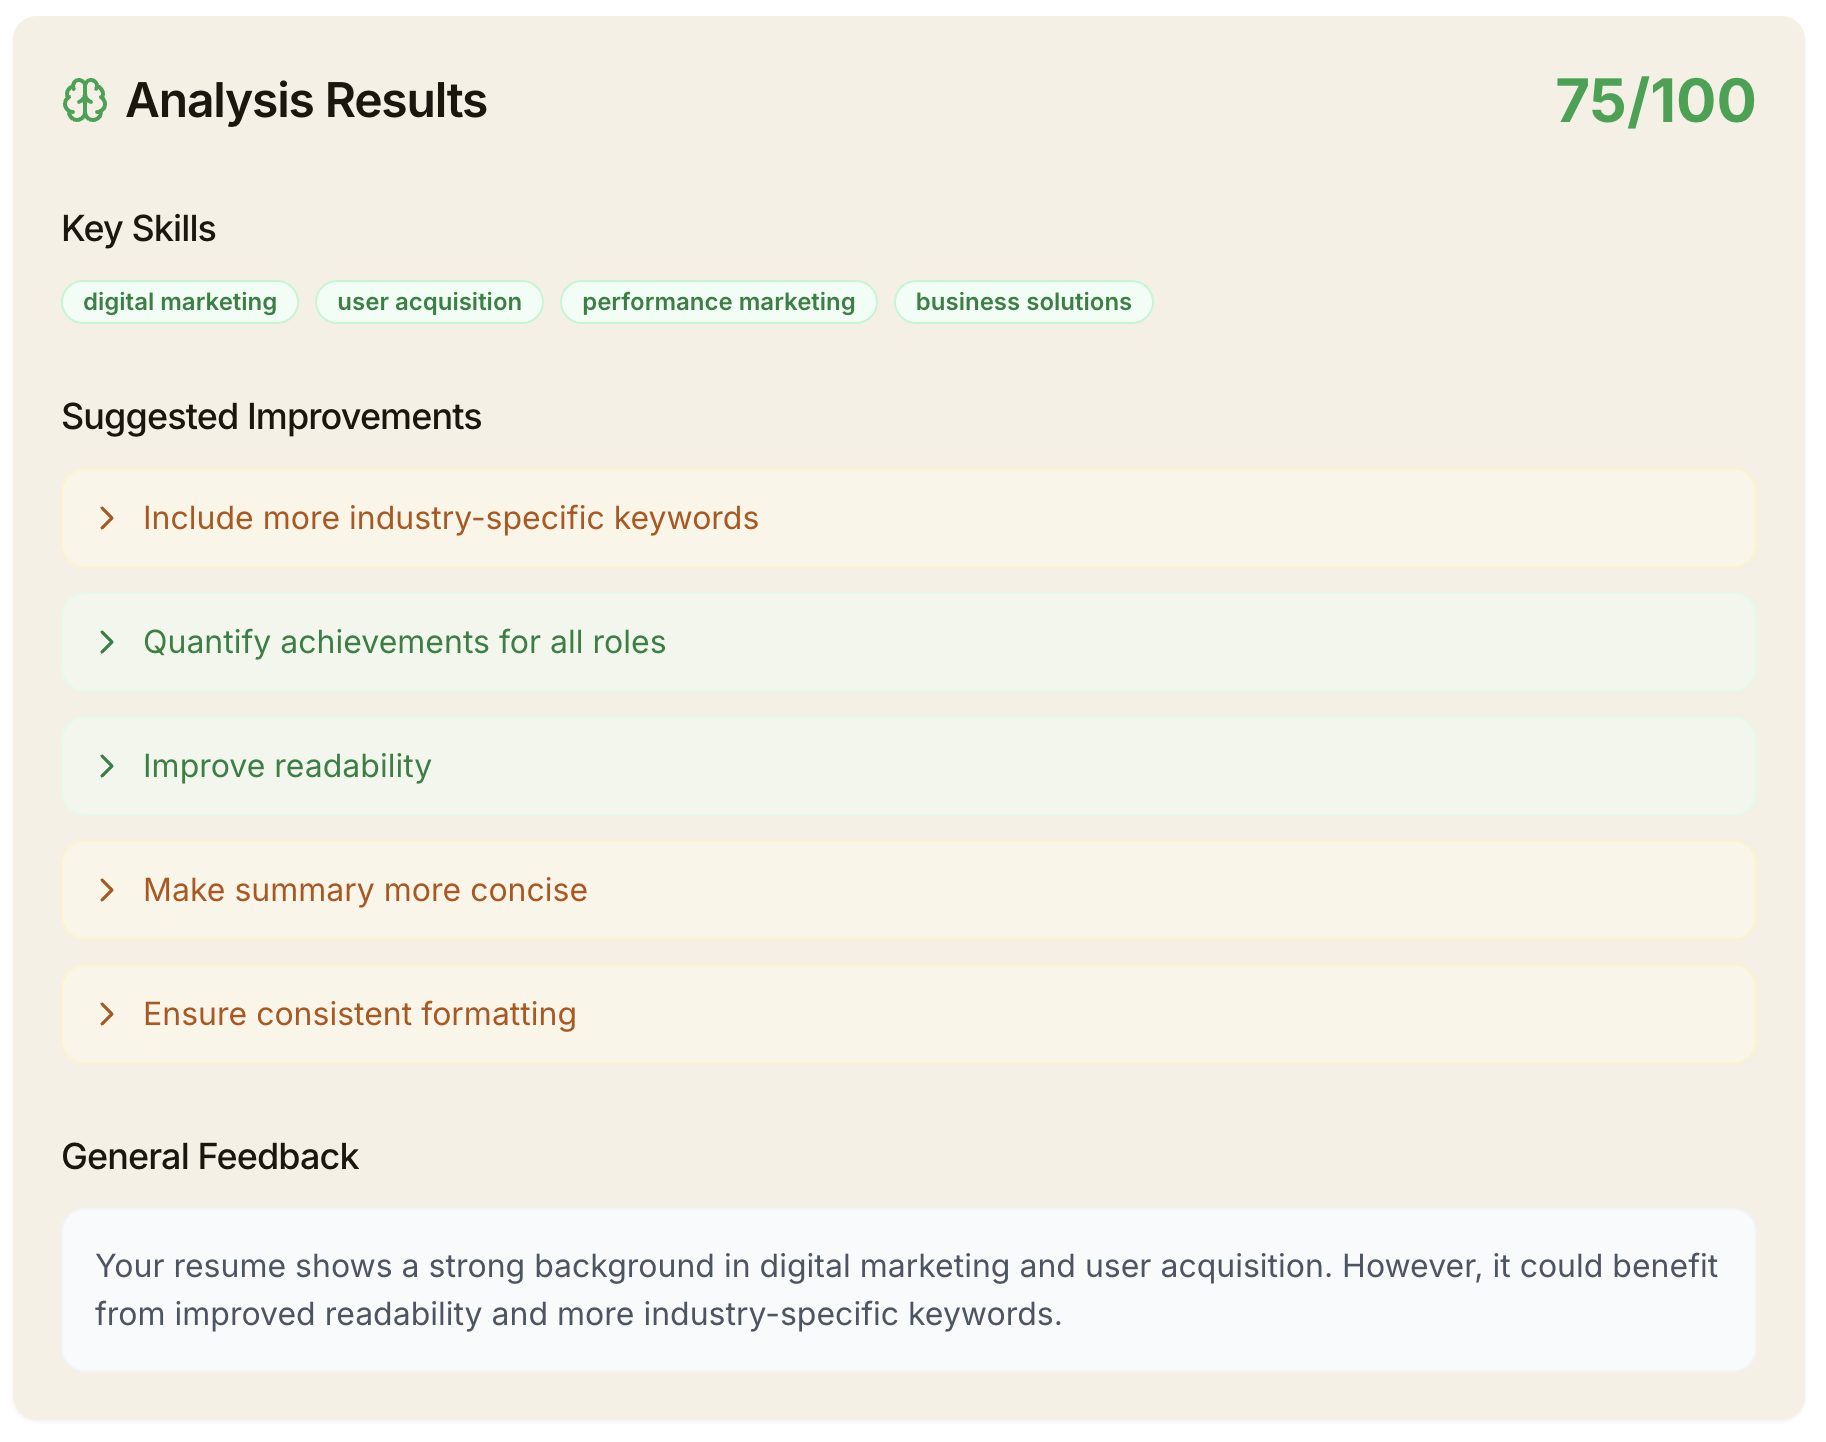 Analysis Results
75/100
Key Skills
digital marketing
user acquisition
performance marketing
business solutions
Suggested Improvements
Include more industry-specific keywords
Quantify achievements for all roles
Improve readability
Make summary more concise
Ensure consistent formatting
General Feedback
Your resume shows a strong background in digital marketing and user acquisition. However, it could benefit
from improved readability and more industry-specific keywords.